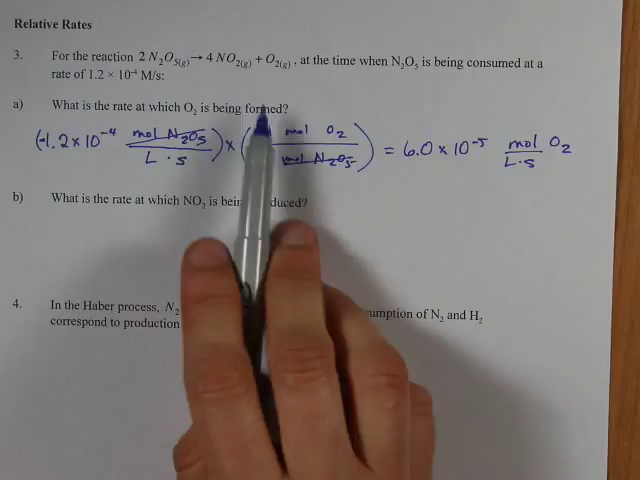 Relative Rates
3. For the reaction 2 N₂O₅(g) → 4 NO₂(g) + O₂(g), at the time when N₂O₅ is being consumed at a
rate of 1.2 × 10⁻⁴ M/s:
a) What is the rate at which O₂ is being formed?
(-1.2 x 10⁻⁴ mol N₂O₅ / L · s) x ( mol O₂ / mol N₂O₅ ) = 6.0 x 10⁻⁵ mol / L·s O₂
b) What is the rate at which NO₂ is duced?
4. In the Haber process, N₂ sumption of N₂ and H₂
correspond to production